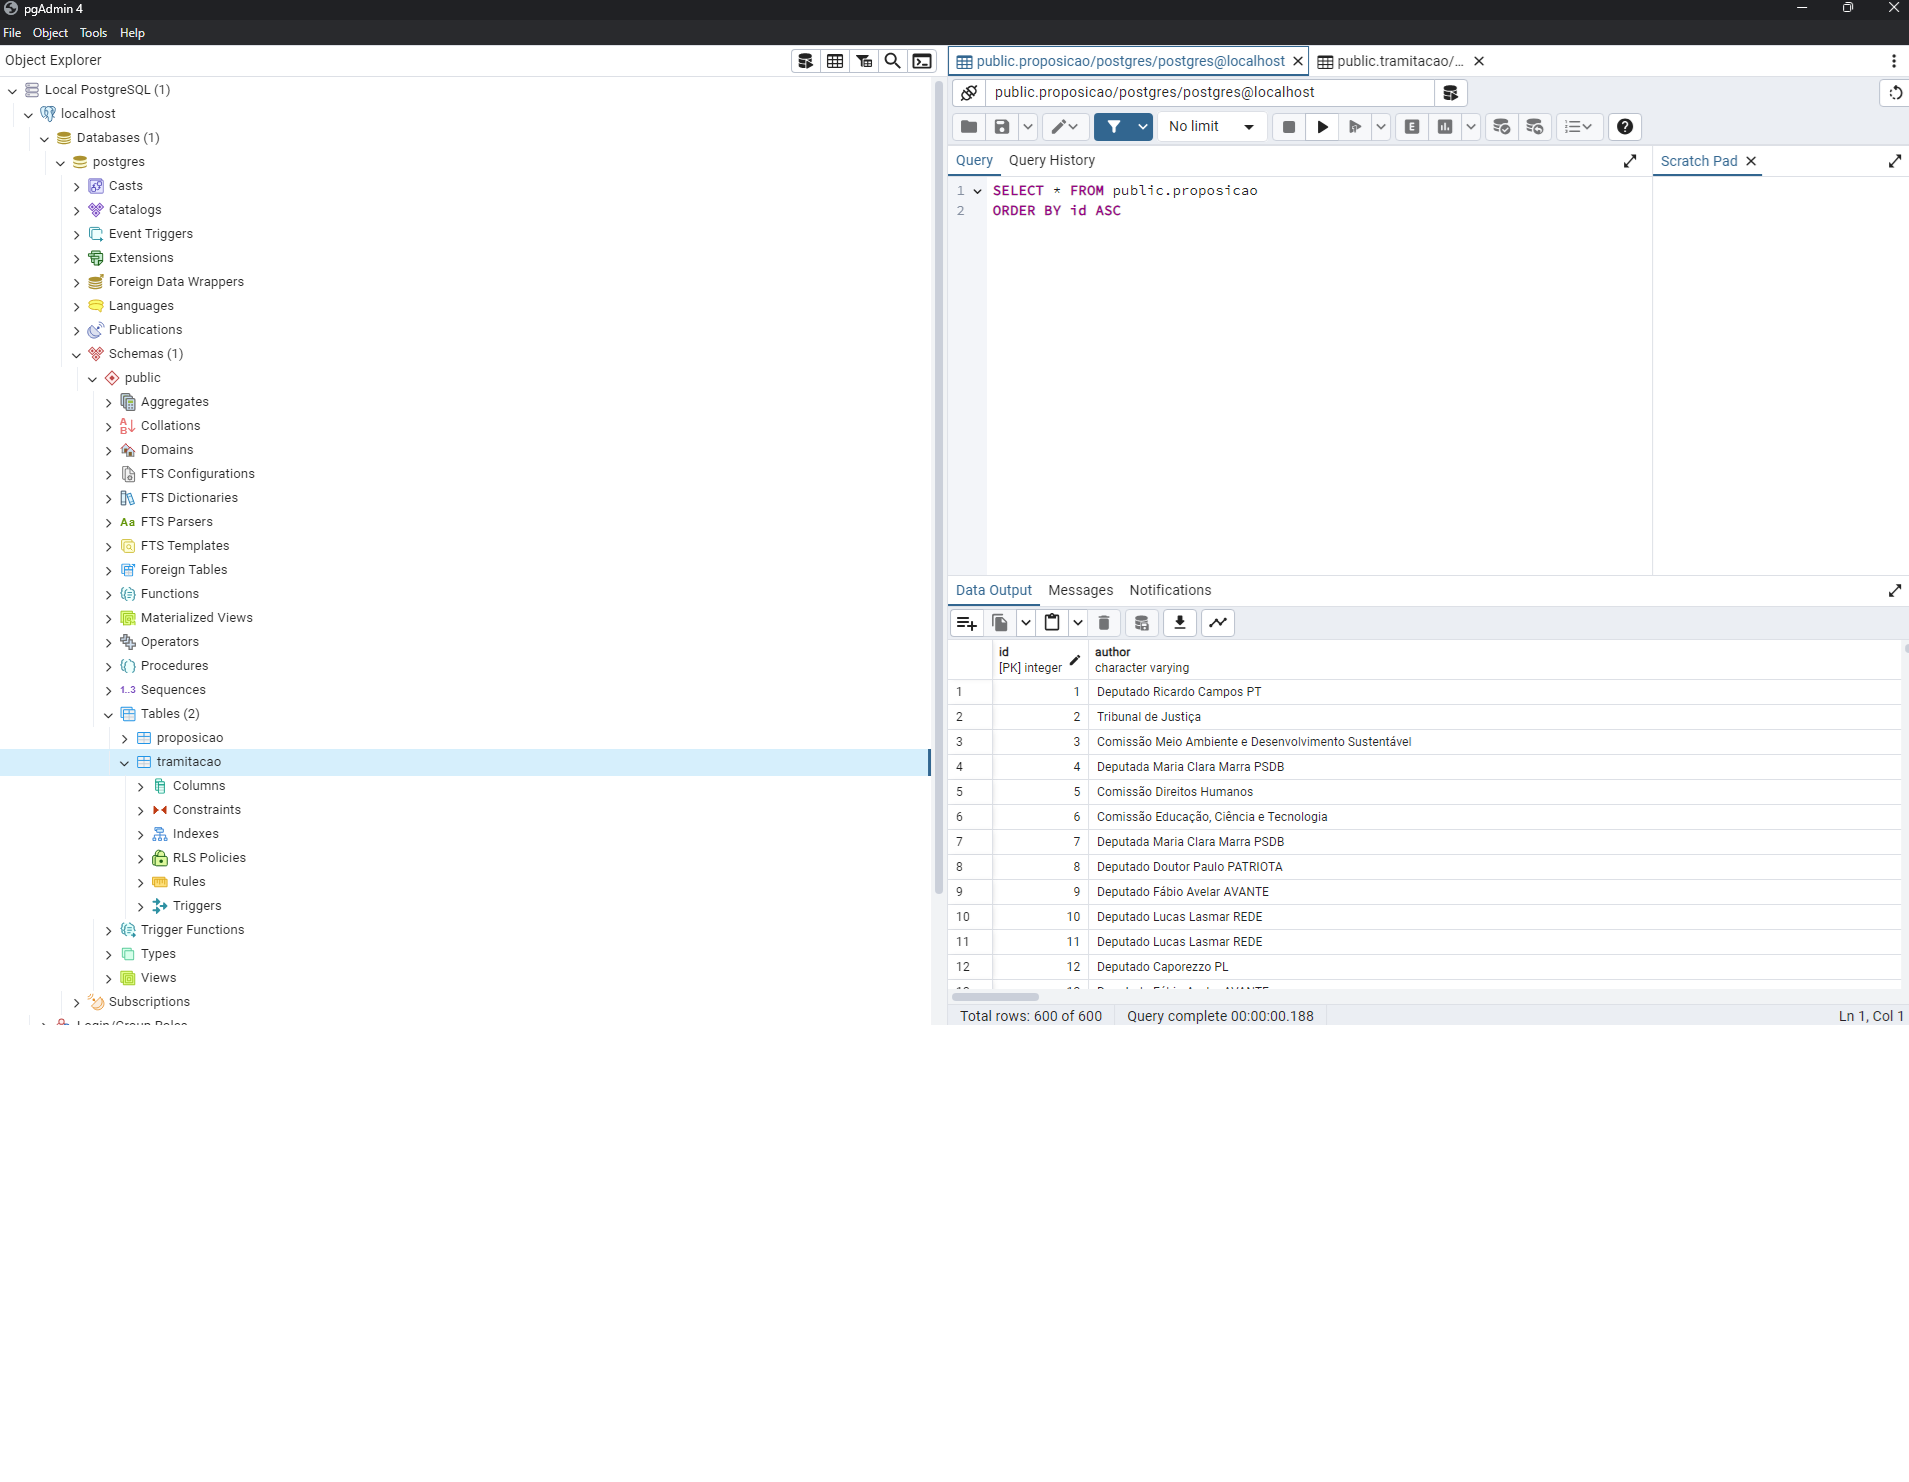 pgAdmin 4
File Object Tools Help
Object Explorer
Local PostgreSQL (1)
localhost
Databases (1)
postgres
Casts
Catalogs
Event Triggers
Extensions
Foreign Data Wrappers
Languages
Publications
Schemas (1)
public
Aggregates
Collations
Domains
FTS Configurations
FTS Dictionaries
Aa FTS Parsers
FTS Templates
Foreign Tables
Functions
Materialized Views
Operators
Procedures
1..3 Sequences
Tables (2)
proposicao
tramitacao
Columns
Constraints
Indexes
RLS Policies
Rules
Triggers
Trigger Functions
Types
Views
Subscriptions
Login/Group Roles
public.proposicao/postgres/postgres@localhost
public.tramitacao/...
public.proposicao/postgres/postgres@localhost
No limit
E
Query Query History
Scratch Pad
1 SELECT * FROM public.proposicao
2 ORDER BY id ASC
Data Output Messages Notifications
id
[PK] integer
author
character varying
1 1 Deputado Ricardo Campos PT
2 2 Tribunal de Justiça
3 3 Comissão Meio Ambiente e Desenvolvimento Sustentável
4 4 Deputada Maria Clara Marra PSDB
5 5 Comissão Direitos Humanos
6 6 Comissão Educação, Ciência e Tecnologia
7 7 Deputada Maria Clara Marra PSDB
8 8 Deputado Doutor Paulo PATRIOTA
9 9 Deputado Fábio Avelar AVANTE
10 10 Deputado Lucas Lasmar REDE
11 11 Deputado Lucas Lasmar REDE
12 12 Deputado Caporezzo PL
Total rows: 600 of 600 Query complete 00:00:00.188
Ln 1, Col 1